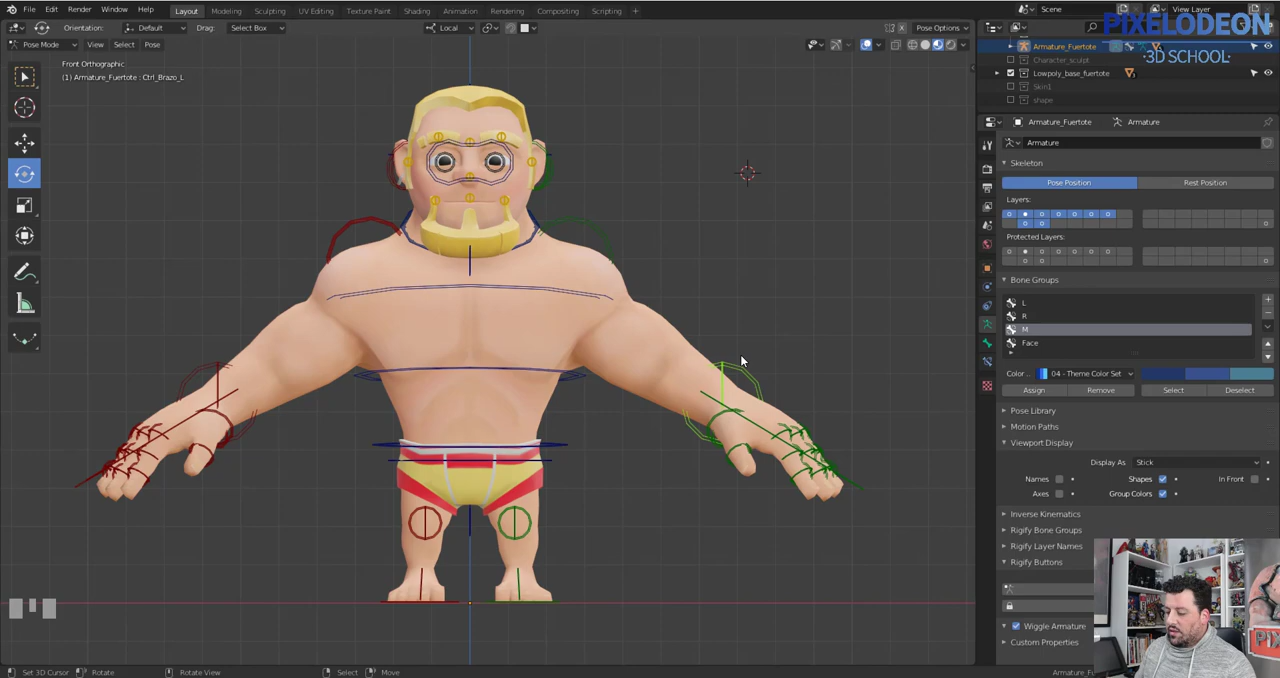 File Edit Render Window Help Layout Modeling Sculpting UV Editing Texture Paint Shading Animation Rendering Compositing Scripting + Scene
PIXELODEON
3D SCHOOL
Orientation: Default Drag: Select Box Local Pose Options
Pose Mode View Select Pose
Front Orthographic
(1) Armature_Fuertote : Ctrl_Brazo_L
Armature_Fuertote
Character_sculpt
Lowpoly_base_fuertote
Skin1
shape
Armature_Fuertote Armature
Armature
Skeleton
Pose Position Rest Position
Layers:
Protected Layers:
Bone Groups
L
R
M
Face
Color... 04 - Theme Color Set
Assign Remove Select Deselect
Pose Library
Motion Paths
Viewport Display
Display As Stick
Names Shapes In Front
Axes Group Colors
Inverse Kinematics
Rigify Bone Groups
Rigify Layer Names
Rigify Buttons
Wiggle Armature
Custom Properties
Set 3D Cursor Rotate Rotate View Select Move